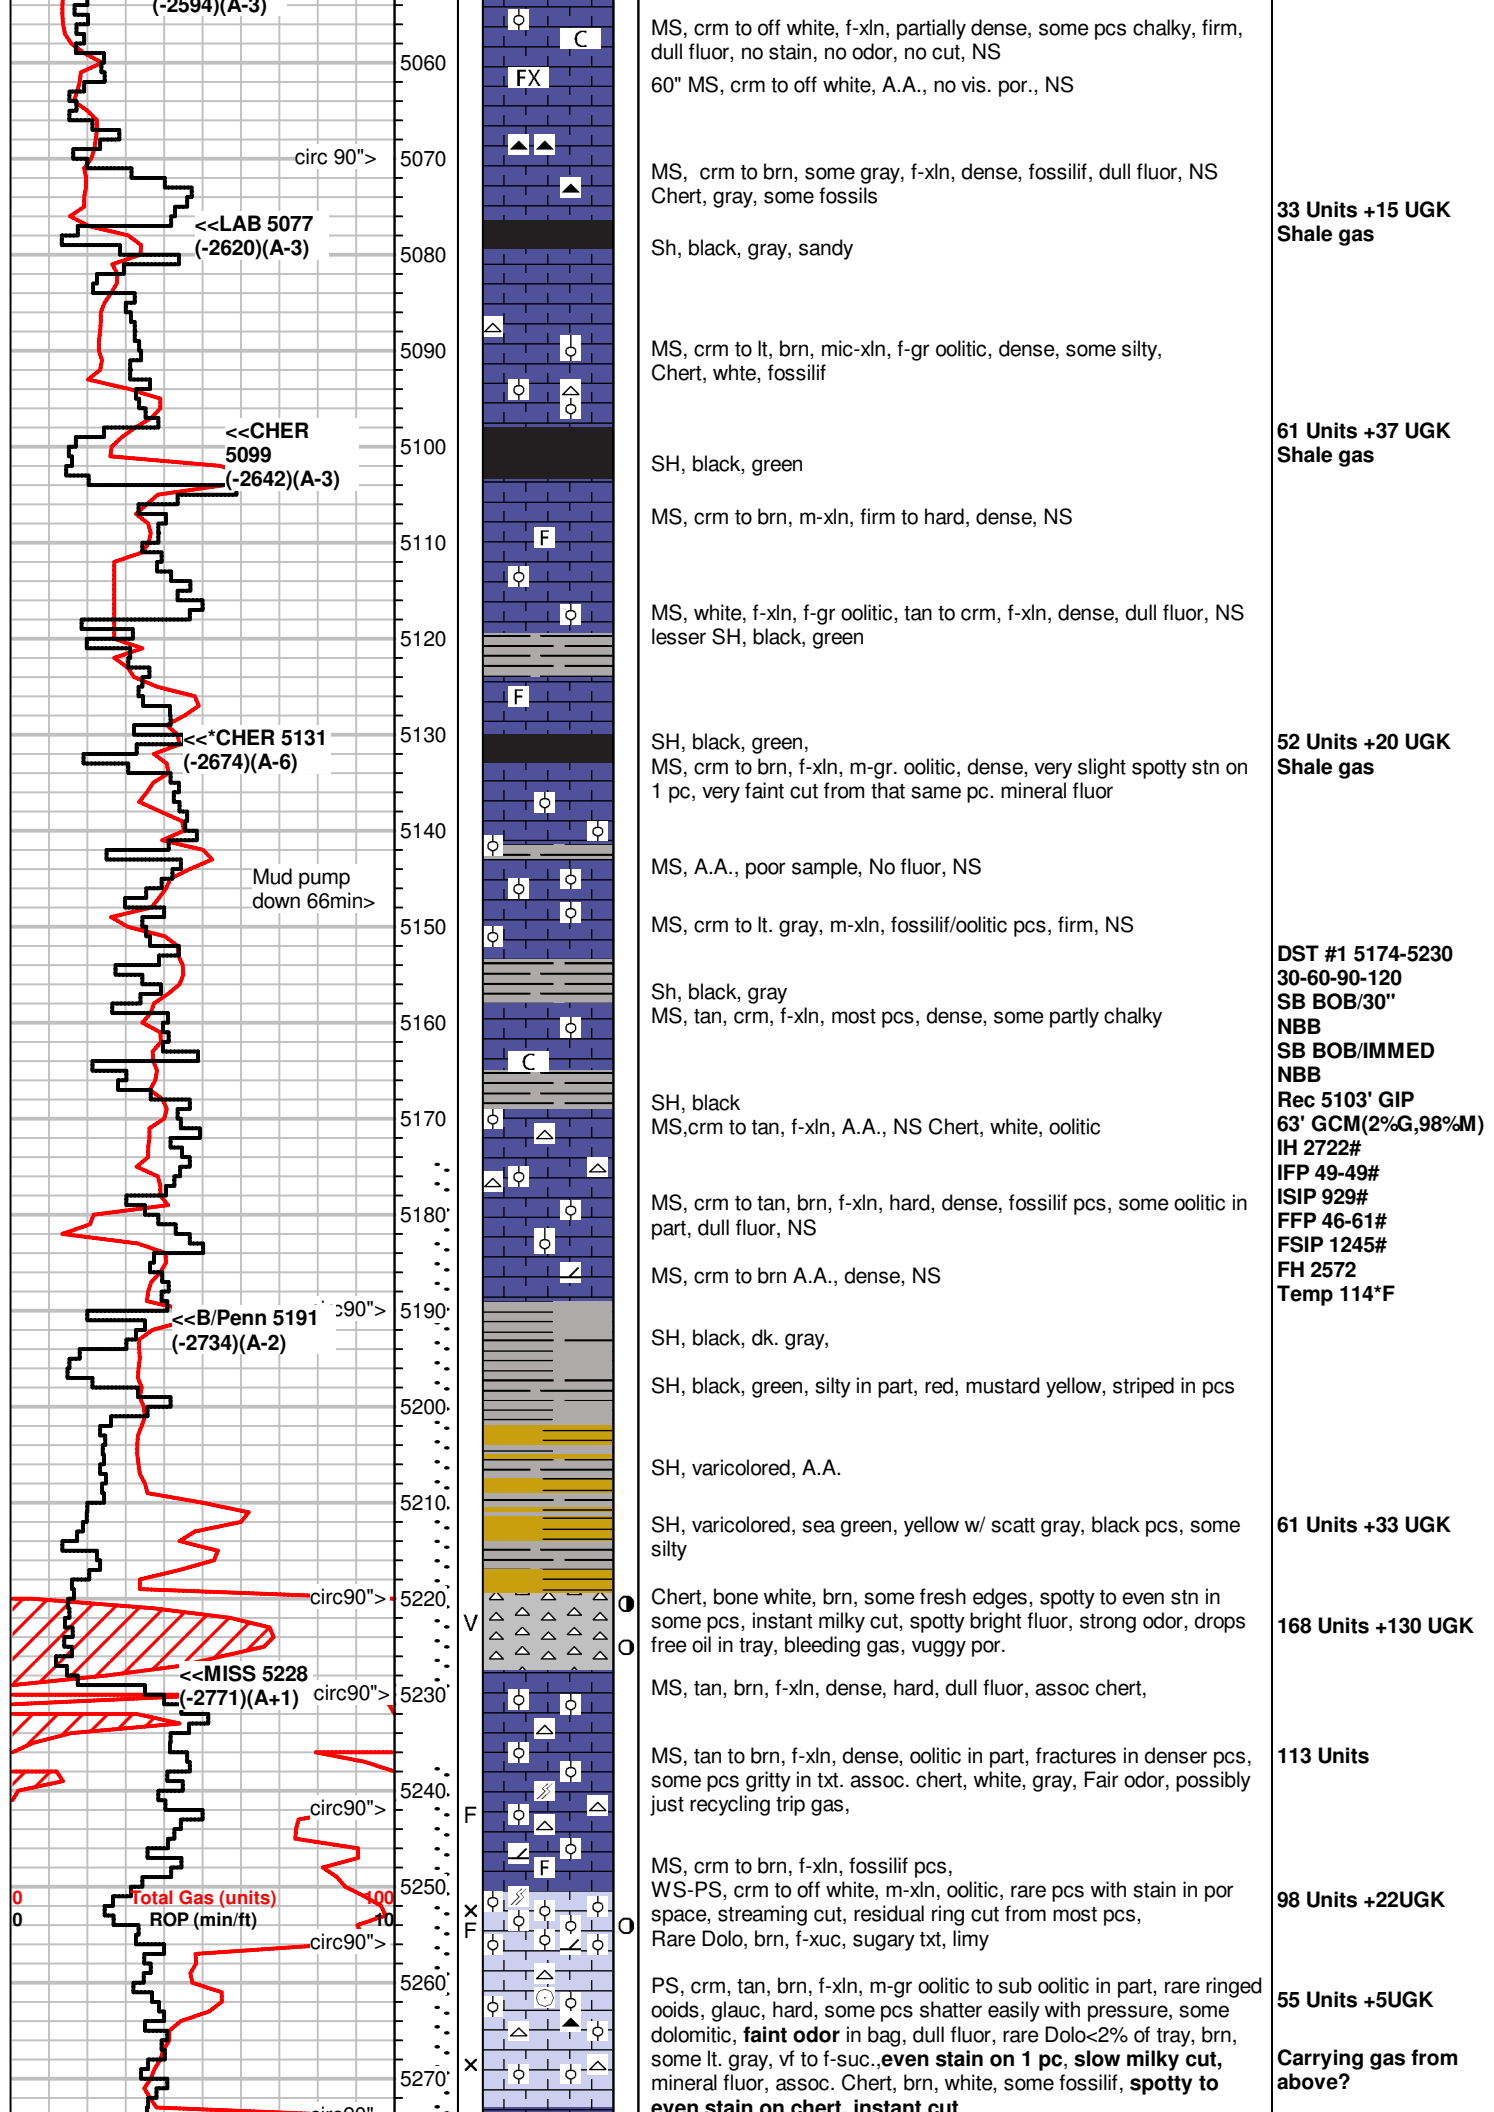 (-2594)(A-3)
MS, crm to off white, f-xln, partially dense, some pcs chalky, firm,
dull fluor, no stain, no odor, no cut, NS
C
5060
FX
60" MS, crm to off white, A.A., no vis. por., NS
circ 90">
5070
MS, crm to brn, some gray, f-xln, dense, fossilif, dull fluor, NS
Chert, gray, some fossils
33 Units +15 UGK
Shale gas
<<LAB 5077
(-2620)(A-3)
5080
Sh, black, gray, sandy
5090
MS, crm to lt, brn, mic-xln, f-gr oolitic, dense, some silty,
Chert, whte, fossilif
<<CHER
5099
(-2642)(A-3)
5100
61 Units +37 UGK
Shale gas
SH, black, green
MS, crm to brn, m-xln, firm to hard, dense, NS
F
5110
MS, white, f-xln, f-gr oolitic, tan to crm, f-xln, dense, dull fluor, NS
lesser SH, black, green
5120
F
<<*CHER 5131
(-2674)(A-6)
5130
SH, black, green,
MS, crm to brn, f-xln, m-gr. oolitic, dense, very slight spotty stn on
1 pc, very faint cut from that same pc. mineral fluor
52 Units +20 UGK
Shale gas
5140
MS, A.A., poor sample, No fluor, NS
Mud pump
down 66min>
5150
MS, crm to lt. gray, m-xln, fossilif/oolitic pcs, firm, NS
Sh, black, gray
MS, tan, crm, f-xln, most pcs, dense, some partly chalky
5160
C
DST #1 5174-5230
30-60-90-120
SB BOB/30"
NBB
SB BOB/IMMED
NBB
Rec 5103' GIP
63' GCM(2%G,98%M)
IH 2722#
IFP 49-49#
ISIP 929#
FFP 46-61#
FSIP 1245#
FH 2572
Temp 114*F
SH, black
MS,crm to tan, f-xln, A.A., NS Chert, white, oolitic
5170
MS, crm to tan, brn, f-xln, hard, dense, fossilif pcs, some oolitic in
part, dull fluor, NS
5180
MS, crm to brn A.A., dense, NS
c90">
5190
<<B/Penn 5191
(-2734)(A-2)
SH, black, dk. gray,
SH, black, green, silty in part, red, mustard yellow, striped in pcs
5200
SH, varicolored, A.A.
5210
SH, varicolored, sea green, yellow w/ scatt gray, black pcs, some
silty
61 Units +33 UGK
circ90">
5220
V
Chert, bone white, brn, some fresh edges, spotty to even stn in
some pcs, instant milky cut, spotty bright fluor, strong odor, drops
free oil in tray, bleeding gas, vuggy por.
168 Units +130 UGK
<<MISS 5228
(-2771)(A+1)
circ90">
5230
MS, tan, brn, f-xln, dense, hard, dull fluor, assoc chert,
MS, tan to brn, f-xln, dense, oolitic in part, fractures in denser pcs,
some pcs gritty in txt. assoc. chert, white, gray, Fair odor, possibly
just recycling trip gas,
113 Units
5240
circ90">
F
F
MS, crm to brn, f-xln, fossilif pcs,
WS-PS, crm to off white, m-xln, oolitic, rare pcs with stain in por
space, streaming cut, residual ring cut from most pcs,
Rare Dolo, brn, f-xuc, sugary txt, limy
98 Units +22UGK
5250
0 Total Gas (units) 100
0 ROP (min/ft) 10
F
circ90">
5260
PS, crm, tan, brn, f-xln, m-gr oolitic to sub oolitic in part, rare ringed
ooids, glauc, hard, some pcs shatter easily with pressure, some
dolomitic, faint odor in bag, dull fluor, rare Dolo<2% of tray, brn,
some lt. gray, vf to f-suc.,even stain on 1 pc, slow milky cut,
mineral fluor, assoc. Chert, brn, white, some fossilif, spotty to
even stain on chert, instant cut
55 Units +5UGK
Carrying gas from
above?
5270
circ90"